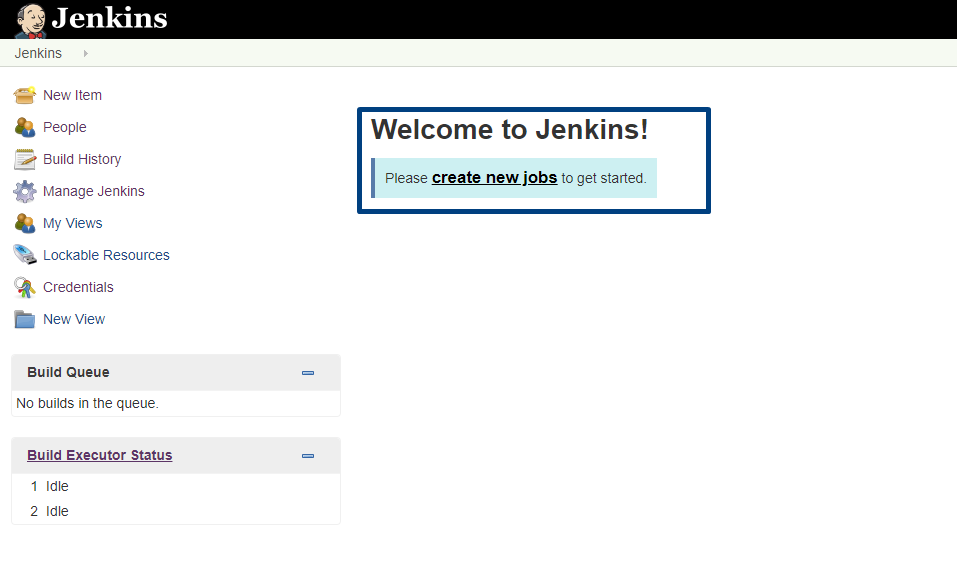 Jenkins
Jenkins
New Item
People
Build History
Manage Jenkins
My Views
Lockable Resources
Credentials
New View
Build Queue
No builds in the queue.
Build Executor Status
1 Idle
2 Idle
Welcome to Jenkins!
Please create new jobs to get started.